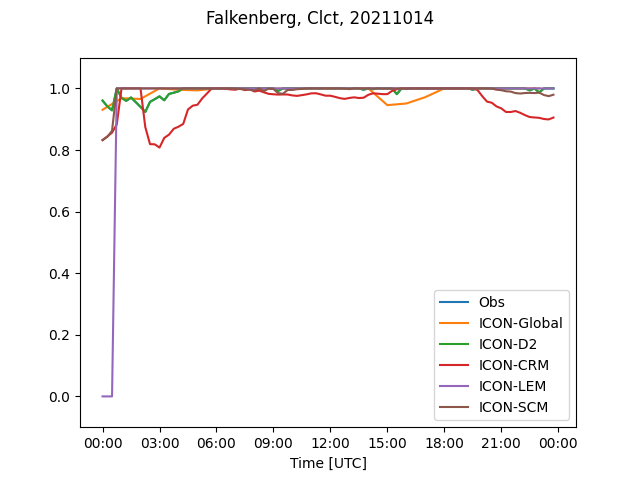 Falkenberg, Clct, 20211014
1.0
0.8
0.6
0.4
0.2
0.0
Obs
ICON-Global
ICON-D2
ICON-CRM
ICON-LEM
ICON-SCM
00:00 03:00 06:00 09:00 12:00 15:00 18:00 21:00 00:00
Time [UTC]